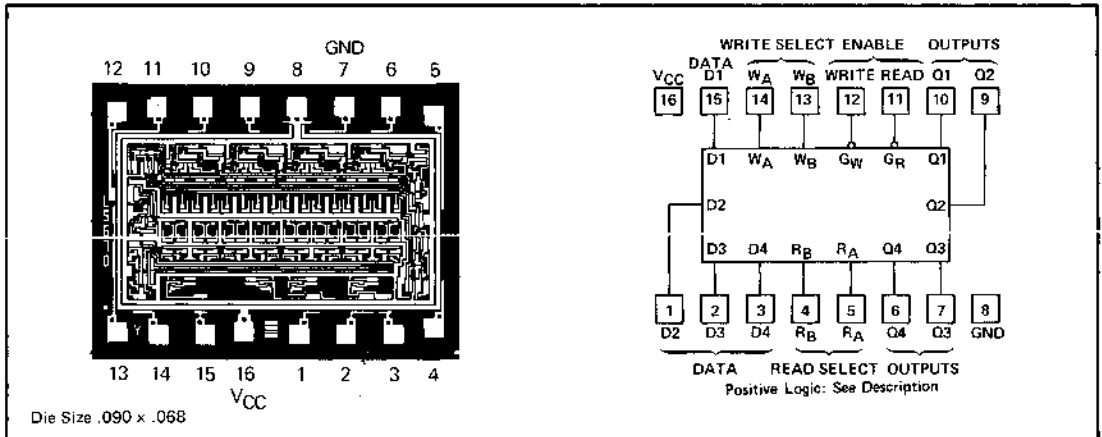 GND
12 11 10 9 8 7 6 5
13 14 15 16 1 2 3 4
VCC
Die Size .090 x .068
WRITE SELECT ENABLE OUTPUTS
DATA
VCC D1 WA WB WRITE READ Q1 Q2
16 15 14 13 12 11 10 9
D1 WA WB GW GR Q1
D2 Q2
D3 D4 RB RA Q4 Q3
1 2 3 4 5 6 7 8
D2 D3 D4 RB RA Q4 Q3 GND
DATA READ SELECT OUTPUTS
Positive Logic: See Description